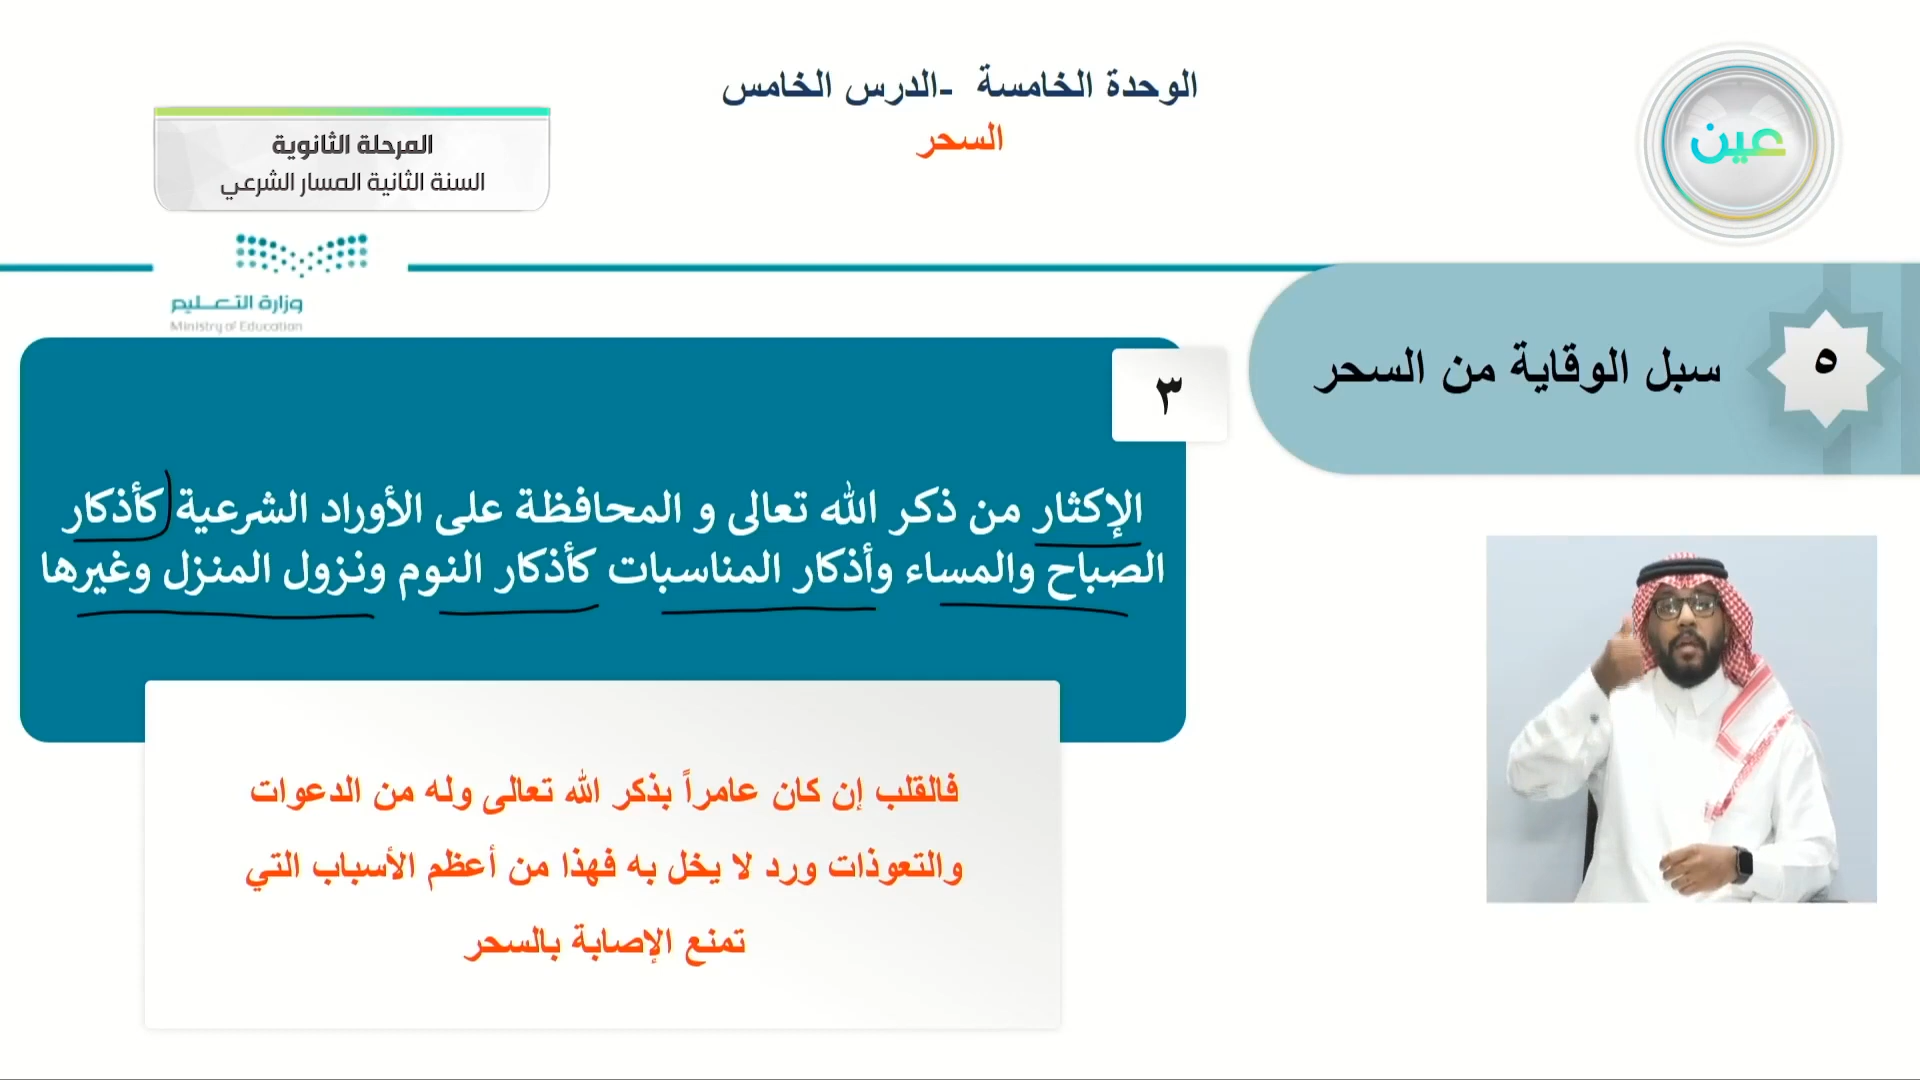 الوحدة الخامسة -الدرس الخامس
السحر
عين
المرحلة الثانوية
السنة الثانية المسار الشرعي
وزارة التعليم
Ministry of Education
٥
سبل الوقاية من السحر
٣
الإكثار من ذكر الله تعالى و المحافظة على الأوراد الشرعية كأذكار
الصباح والمساء وأذكار المناسبات كأذكار النوم ونزول المنزل وغيرها
فالقلب إن كان عامراً بذكر الله تعالى وله من الدعوات
والتعوذات ورد لا يخل به فهذا من أعظم الأسباب التي
تمنع الإصابة بالسحر